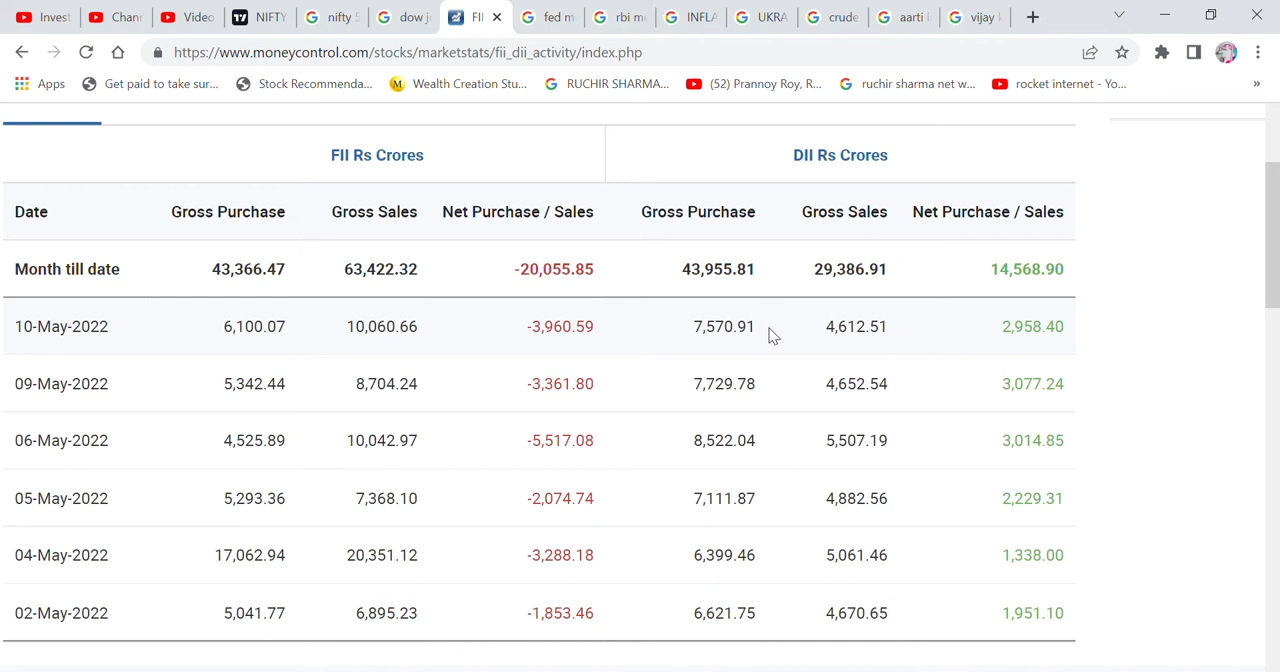 Invest Chann Video NIFTY nifty 5 dow j FII fed m rbi m INFLA UKRA crude aarti i vijay k
https://www.moneycontrol.com/stocks/marketstats/fii_dii_activity/index.php
Apps Get paid to take sur... Stock Recommenda... Wealth Creation Stu... RUCHIR SHARMA... (52) Prannoy Roy, R... ruchir sharma net w... rocket internet - Yo... »
FII Rs Crores DII Rs Crores
Date Gross Purchase Gross Sales Net Purchase / Sales Gross Purchase Gross Sales Net Purchase / Sales
Month till date 43,366.47 63,422.32 -20,055.85 43,955.81 29,386.91 14,568.90
10-May-2022 6,100.07 10,060.66 -3,960.59 7,570.91 4,612.51 2,958.40
09-May-2022 5,342.44 8,704.24 -3,361.80 7,729.78 4,652.54 3,077.24
06-May-2022 4,525.89 10,042.97 -5,517.08 8,522.04 5,507.19 3,014.85
05-May-2022 5,293.36 7,368.10 -2,074.74 7,111.87 4,882.56 2,229.31
04-May-2022 17,062.94 20,351.12 -3,288.18 6,399.46 5,061.46 1,338.00
02-May-2022 5,041.77 6,895.23 -1,853.46 6,621.75 4,670.65 1,951.10